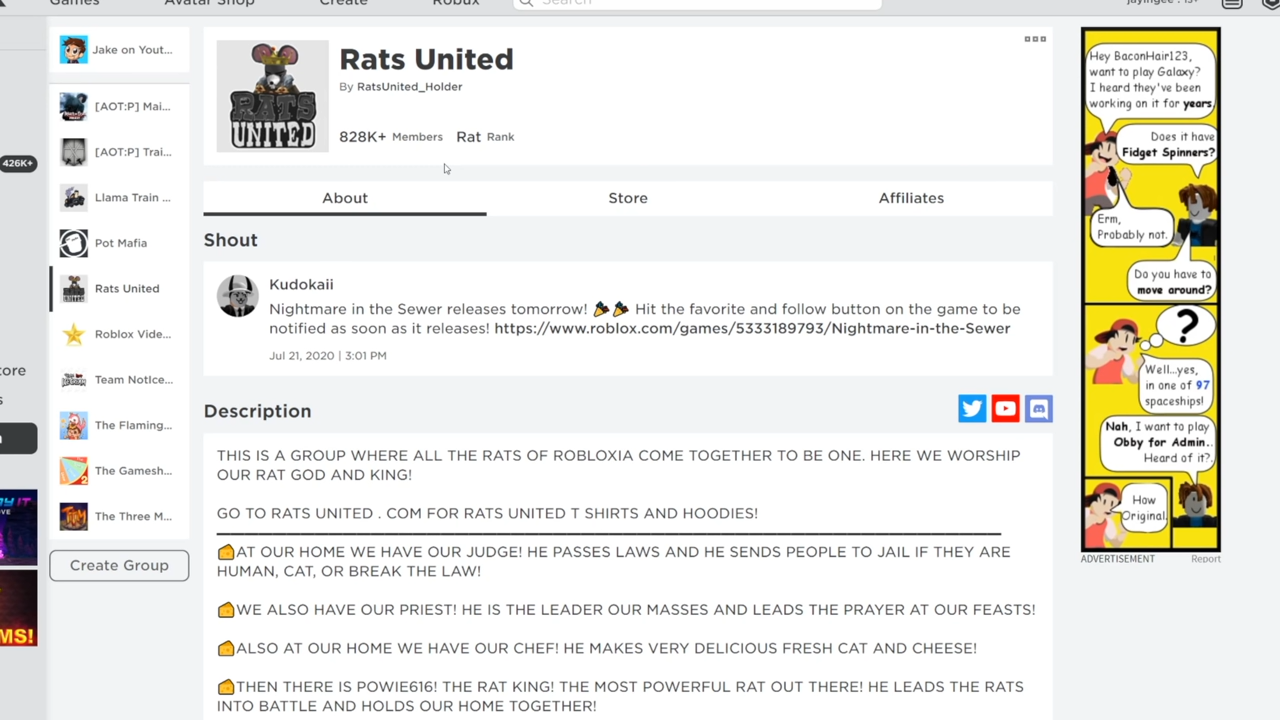 Games
Avatar Shop
Create
Robux
Search
jayingee : 13+
Jake on Yout...
[AOT:P] Mai...
[AOT:P] Trai...
Llama Train ...
Pot Mafia
Rats United
Roblox Vide...
Team NotIce...
The Flaming...
The Gamesh...
The Three M...
Create Group
426K+
tore
s
MS!
RATS
UNITED
Rats United
By RatsUnited_Holder
828K+ Members Rat Rank
About
Store
Affiliates
Shout
Kudokaii
Nightmare in the Sewer releases tomorrow! 🎉🎉 Hit the favorite and follow button on the game to be
notified as soon as it releases! https://www.roblox.com/games/5333189793/Nightmare-in-the-Sewer
Jul 21, 2020 | 3:01 PM
Description
THIS IS A GROUP WHERE ALL THE RATS OF ROBLOXIA COME TOGETHER TO BE ONE. HERE WE WORSHIP
OUR RAT GOD AND KING!
GO TO RATS UNITED . COM FOR RATS UNITED T SHIRTS AND HOODIES!
🧀AT OUR HOME WE HAVE OUR JUDGE! HE PASSES LAWS AND HE SENDS PEOPLE TO JAIL IF THEY ARE
HUMAN, CAT, OR BREAK THE LAW!
🧀WE ALSO HAVE OUR PRIEST! HE IS THE LEADER OUR MASSES AND LEADS THE PRAYER AT OUR FEASTS!
🧀ALSO AT OUR HOME WE HAVE OUR CHEF! HE MAKES VERY DELICIOUS FRESH CAT AND CHEESE!
🧀THEN THERE IS POWIE616! THE RAT KING! THE MOST POWERFUL RAT OUT THERE! HE LEADS THE RATS
INTO BATTLE AND HOLDS OUR HOME TOGETHER!
Hey BaconHair123,
want to play Galaxy?
I heard they've been
working on it for years.
Does it have
Fidget Spinners?
Erm,
Probably not.
Do you have to
move around?
?
Well...yes,
in one of 97
spaceships!
Nah, I want to play
Obby for Admin..
Heard of it?
How
Original.
ADVERTISEMENT
Report